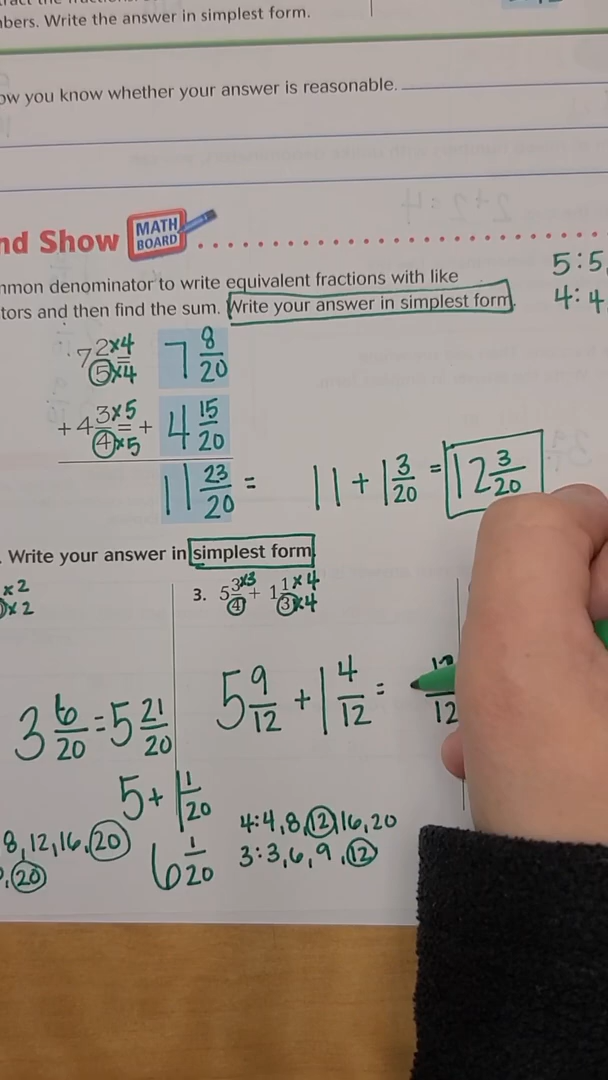 bers. Write the answer in simplest form.
ow you know whether your answer is reasonable.
nd Show MATH BOARD
mmon denominator to write equivalent fractions with like
tors and then find the sum. Write your answer in simplest form.
5:5,
4:4
7 2×4/5×4 = 7 8/20
+ 4 3×5/4×5 = + 4 15/20
11 23/20 = 11 + 1 3/20 = 12 3/20
. Write your answer in simplest form.
×2
×2
3. 5 3×3/4 + 1 1×4/3×4
3 6/20 = 5 21/20
5 + 1 1/20
6 1/20
8, 12, 16, 20
, 20
5 9/12 + 1 4/12 =
12
4:4, 8, 12, 16, 20
3:3, 6, 9, 12